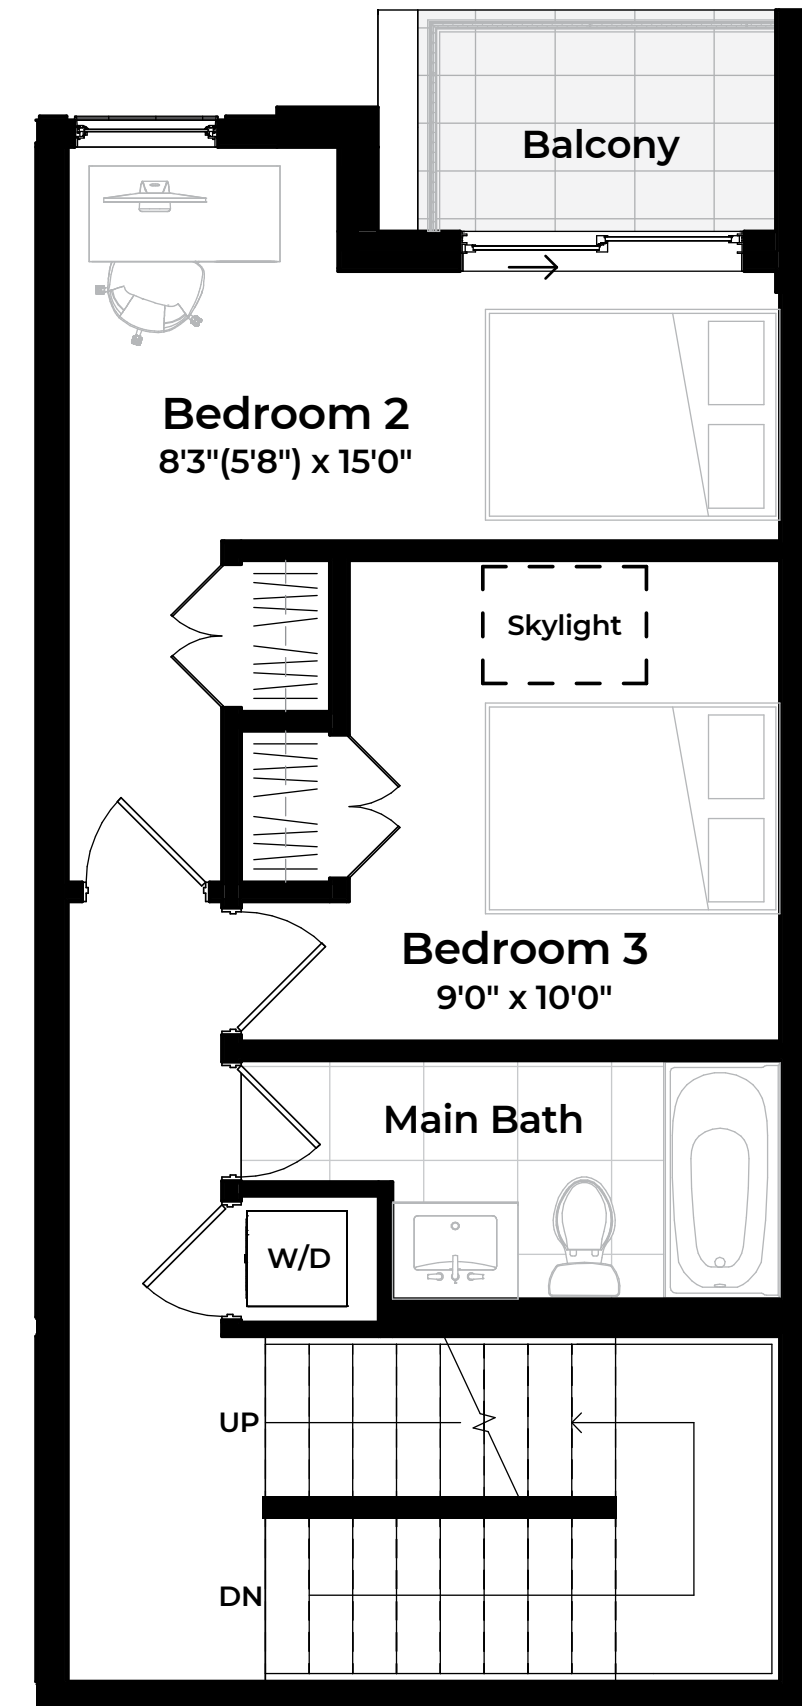 Balcony
Bedroom 2
8'3"(5'8") x 15'0"
Skylight
Bedroom 3
9'0" x 10'0"
Main Bath
W/D
UP
DN